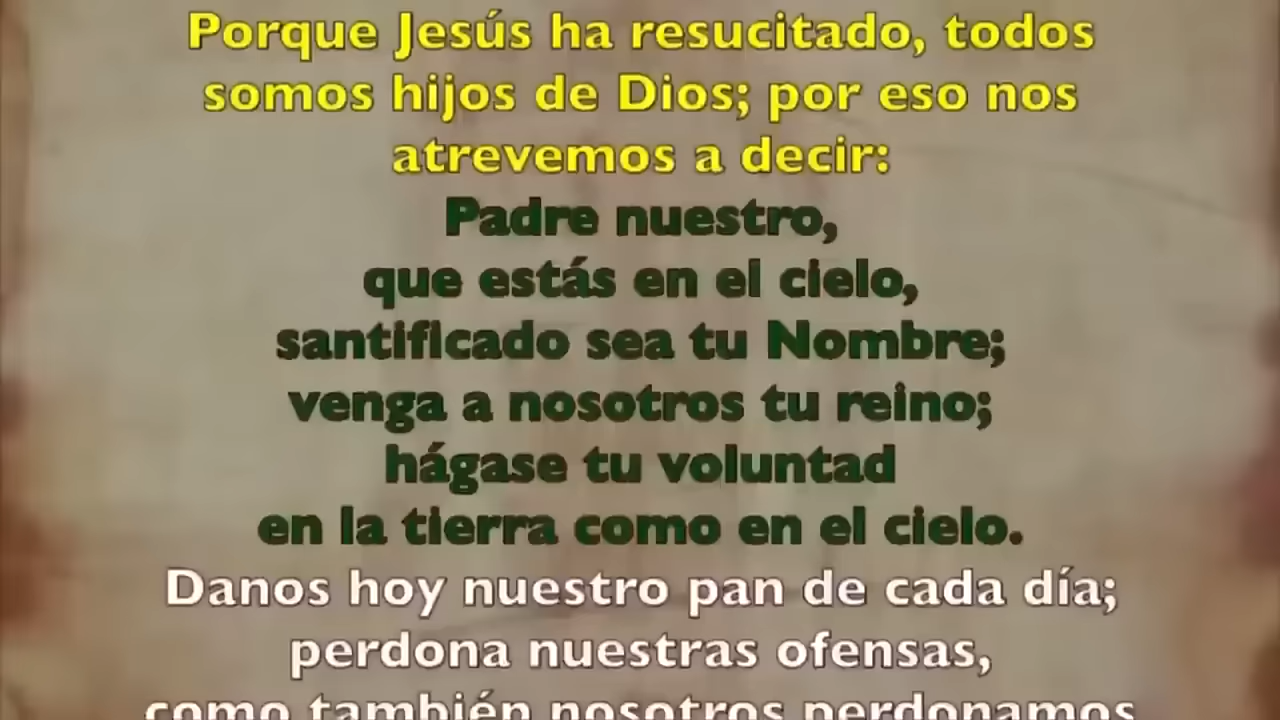 Porque Jesús ha resucitado, todos
somos hijos de Dios; por eso nos
atrevemos a decir:
Padre nuestro,
que estás en el cielo,
santificado sea tu Nombre;
venga a nosotros tu reino;
hágase tu voluntad
en la tierra como en el cielo.
Danos hoy nuestro pan de cada día;
perdona nuestras ofensas,
como también nosotros perdonamos